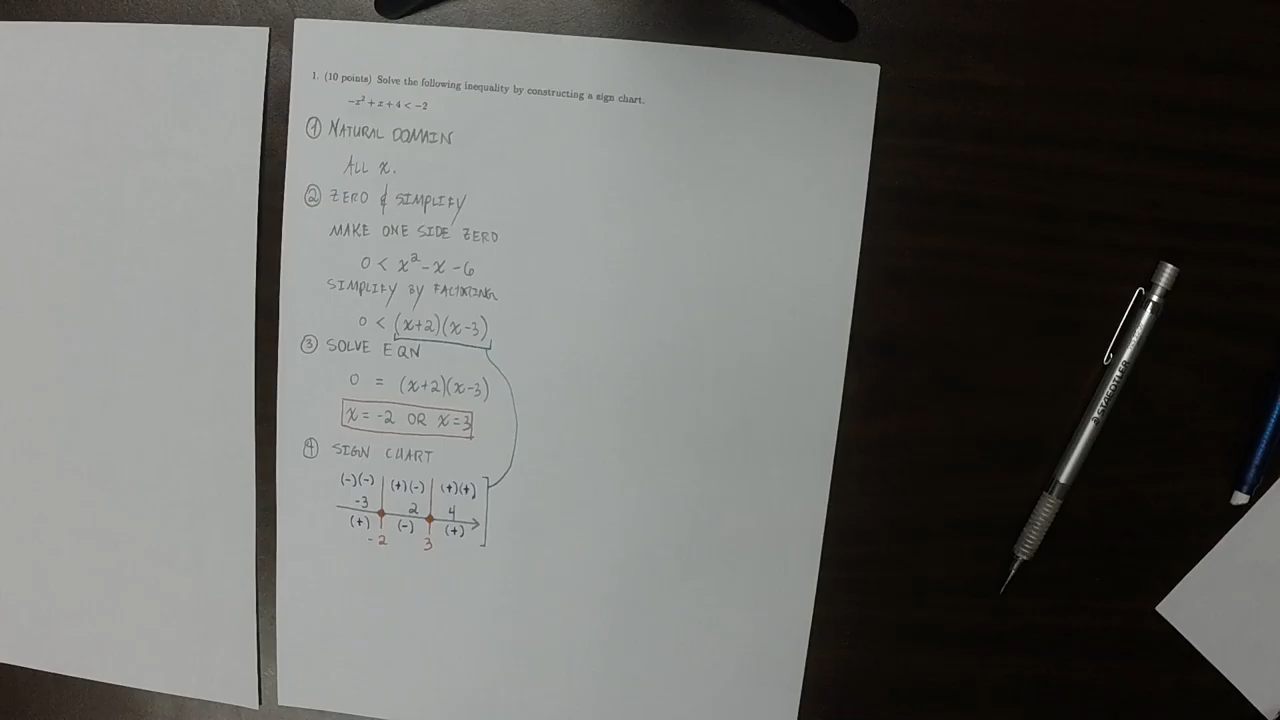 1. (10 points) Solve the following inequality by constructing a sign chart.
−x² + x + 4 < −2
① NATURAL DOMAIN
ALL x.
② ZERO & SIMPLIFY
MAKE ONE SIDE ZERO
0 < x² - x - 6
SIMPLIFY BY FACTORING
0 < (x+2)(x-3)
③ SOLVE EQN
0 = (x+2)(x-3)
x = -2 OR x = 3
④ SIGN CHART
(-)(-) (+)(-) (+)(+)
-3 2 4
(+) (-) (+)
-2 3
STAEDTLER